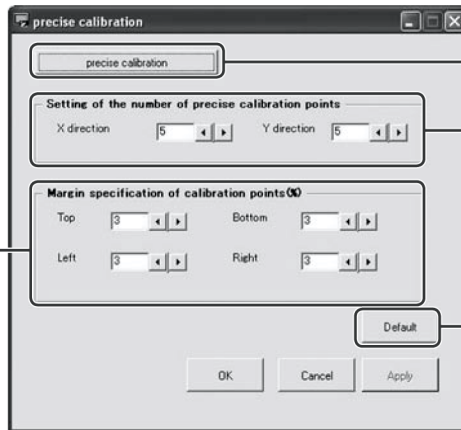 precise calibration
precise calibration
Setting of the number of precise calibration points
X direction 5 Y direction 5
Margin specification of calibration points(%)
Top 3 Bottom 3
Left 3 Right 3
Default
OK Cancel Apply